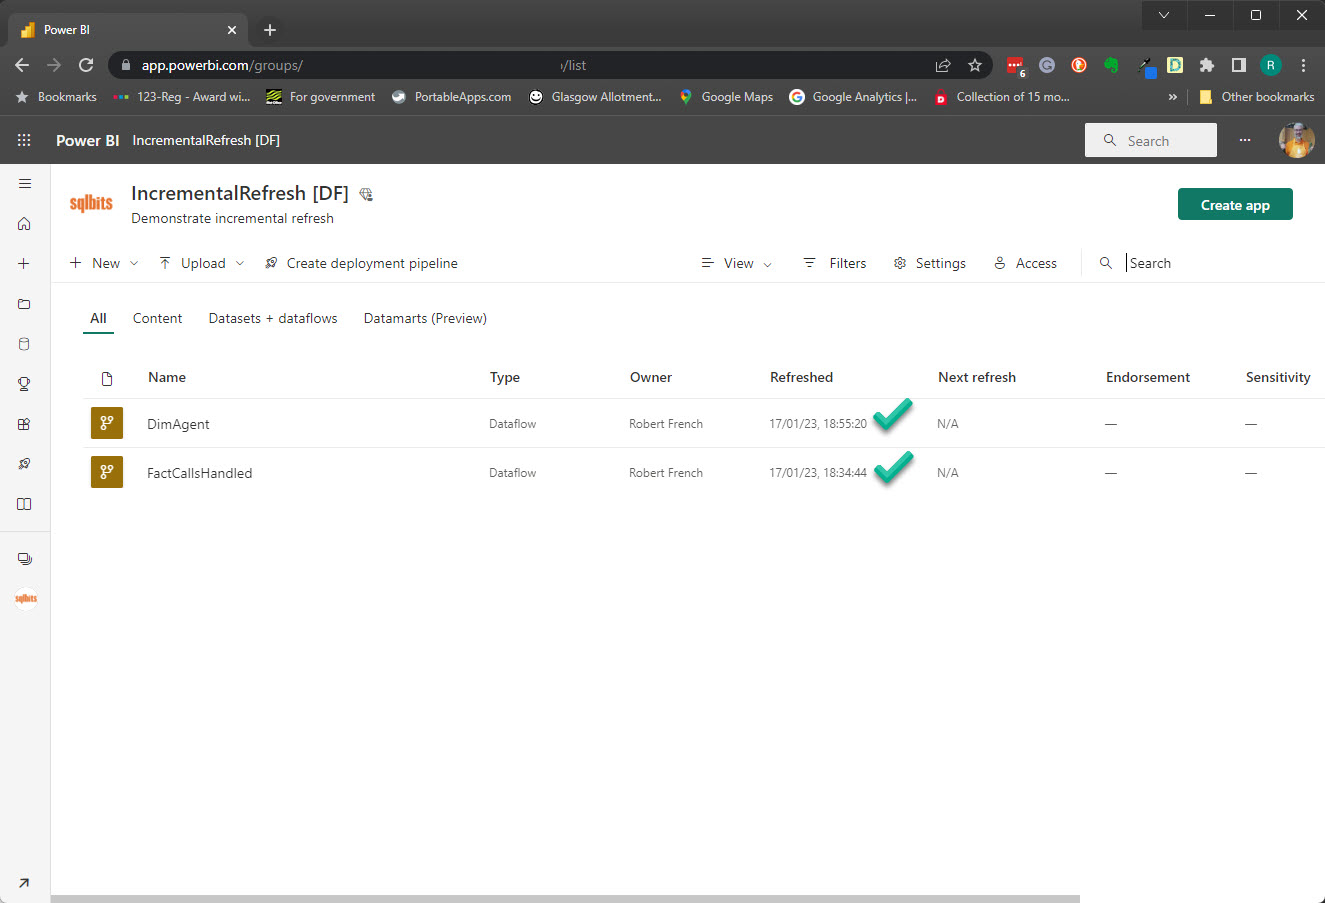 Power BI
app.powerbi.com/groups/ /list
6
R
Bookmarks 123-Reg - Award wi... For government PortableApps.com Glasgow Allotment... Google Maps Google Analytics |... Collection of 15 mo... » Other bookmarks
Power BI IncrementalRefresh [DF] Search ...
sqlbits IncrementalRefresh [DF]
Demonstrate incremental refresh
Create app
New Upload Create deployment pipeline View Filters Settings Access Search
All Content Datasets + dataflows Datamarts (Preview)
Name Type Owner Refreshed Next refresh Endorsement Sensitivity
DimAgent Dataflow Robert French 17/01/23, 18:55:20 N/A — —
FactCallsHandled Dataflow Robert French 17/01/23, 18:34:44 N/A — —
sqlbits